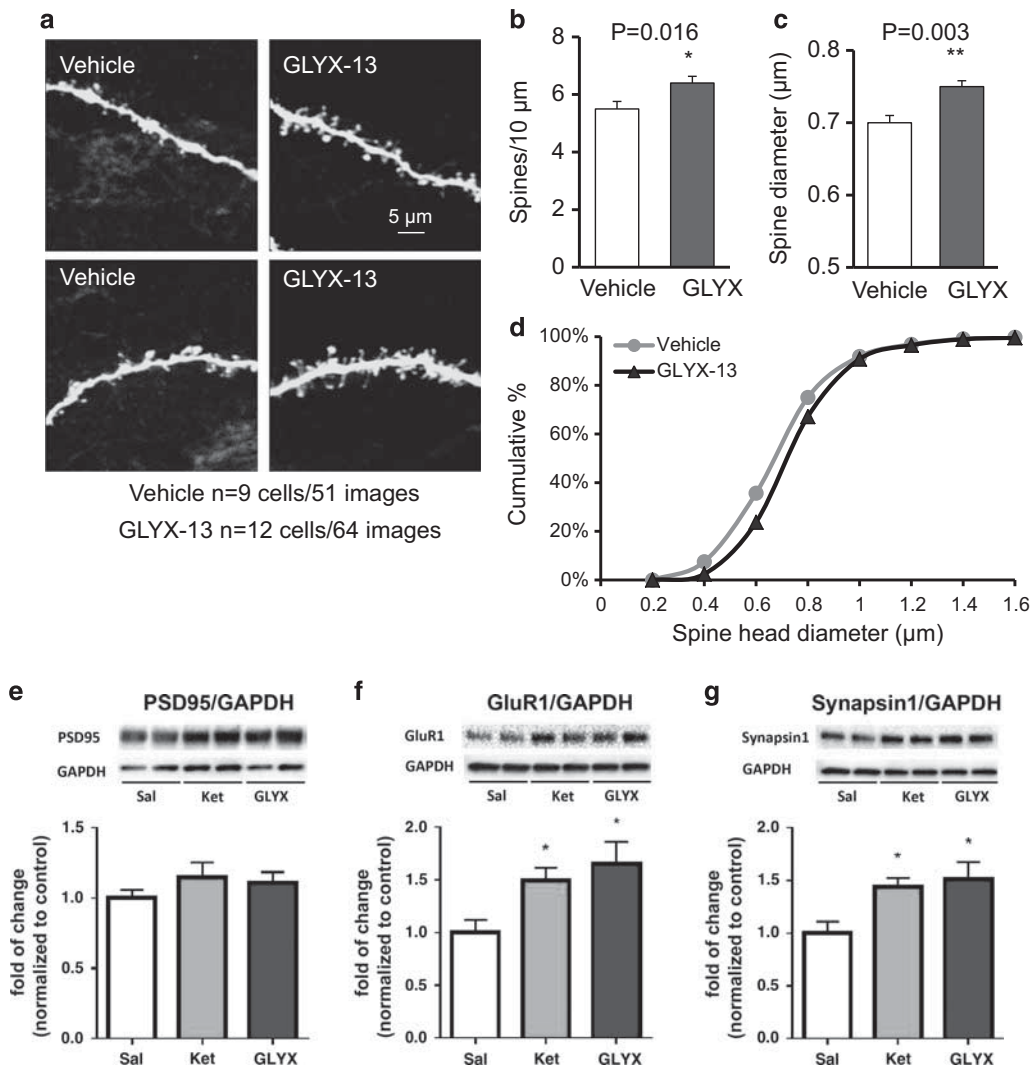 a
Vehicle
GLYX-13
5 µm
Vehicle
GLYX-13
Vehicle n=9 cells/51 images
GLYX-13 n=12 cells/64 images
b
P=0.016
*
Spines/10 µm
8
6
4
2
0
Vehicle GLYX
c
P=0.003
**
Spine diameter (µm)
0.8
0.7
0.6
0.5
Vehicle GLYX
d
Vehicle
GLYX-13
Cumulative %
100%
80%
60%
40%
20%
0%
0 0.2 0.4 0.6 0.8 1 1.2 1.4 1.6
Spine head diameter (µm)
e
PSD95/GAPDH
PSD95
GAPDH
Sal Ket GLYX
fold of change
(normalized to control)
1.5
1.0
0.5
0.0
Sal Ket GLYX
f
GluR1/GAPDH
GluR1
GAPDH
Sal Ket GLYX
fold of change
(normalized to control)
2.0
1.5
1.0
0.5
0.0
* *
Sal Ket GLYX
g
Synapsin1/GAPDH
Synapsin1
GAPDH
Sal Ket GLYX
fold of change
(normalized to control)
2.0
1.5
1.0
0.5
0.0
* *
Sal Ket GLYX